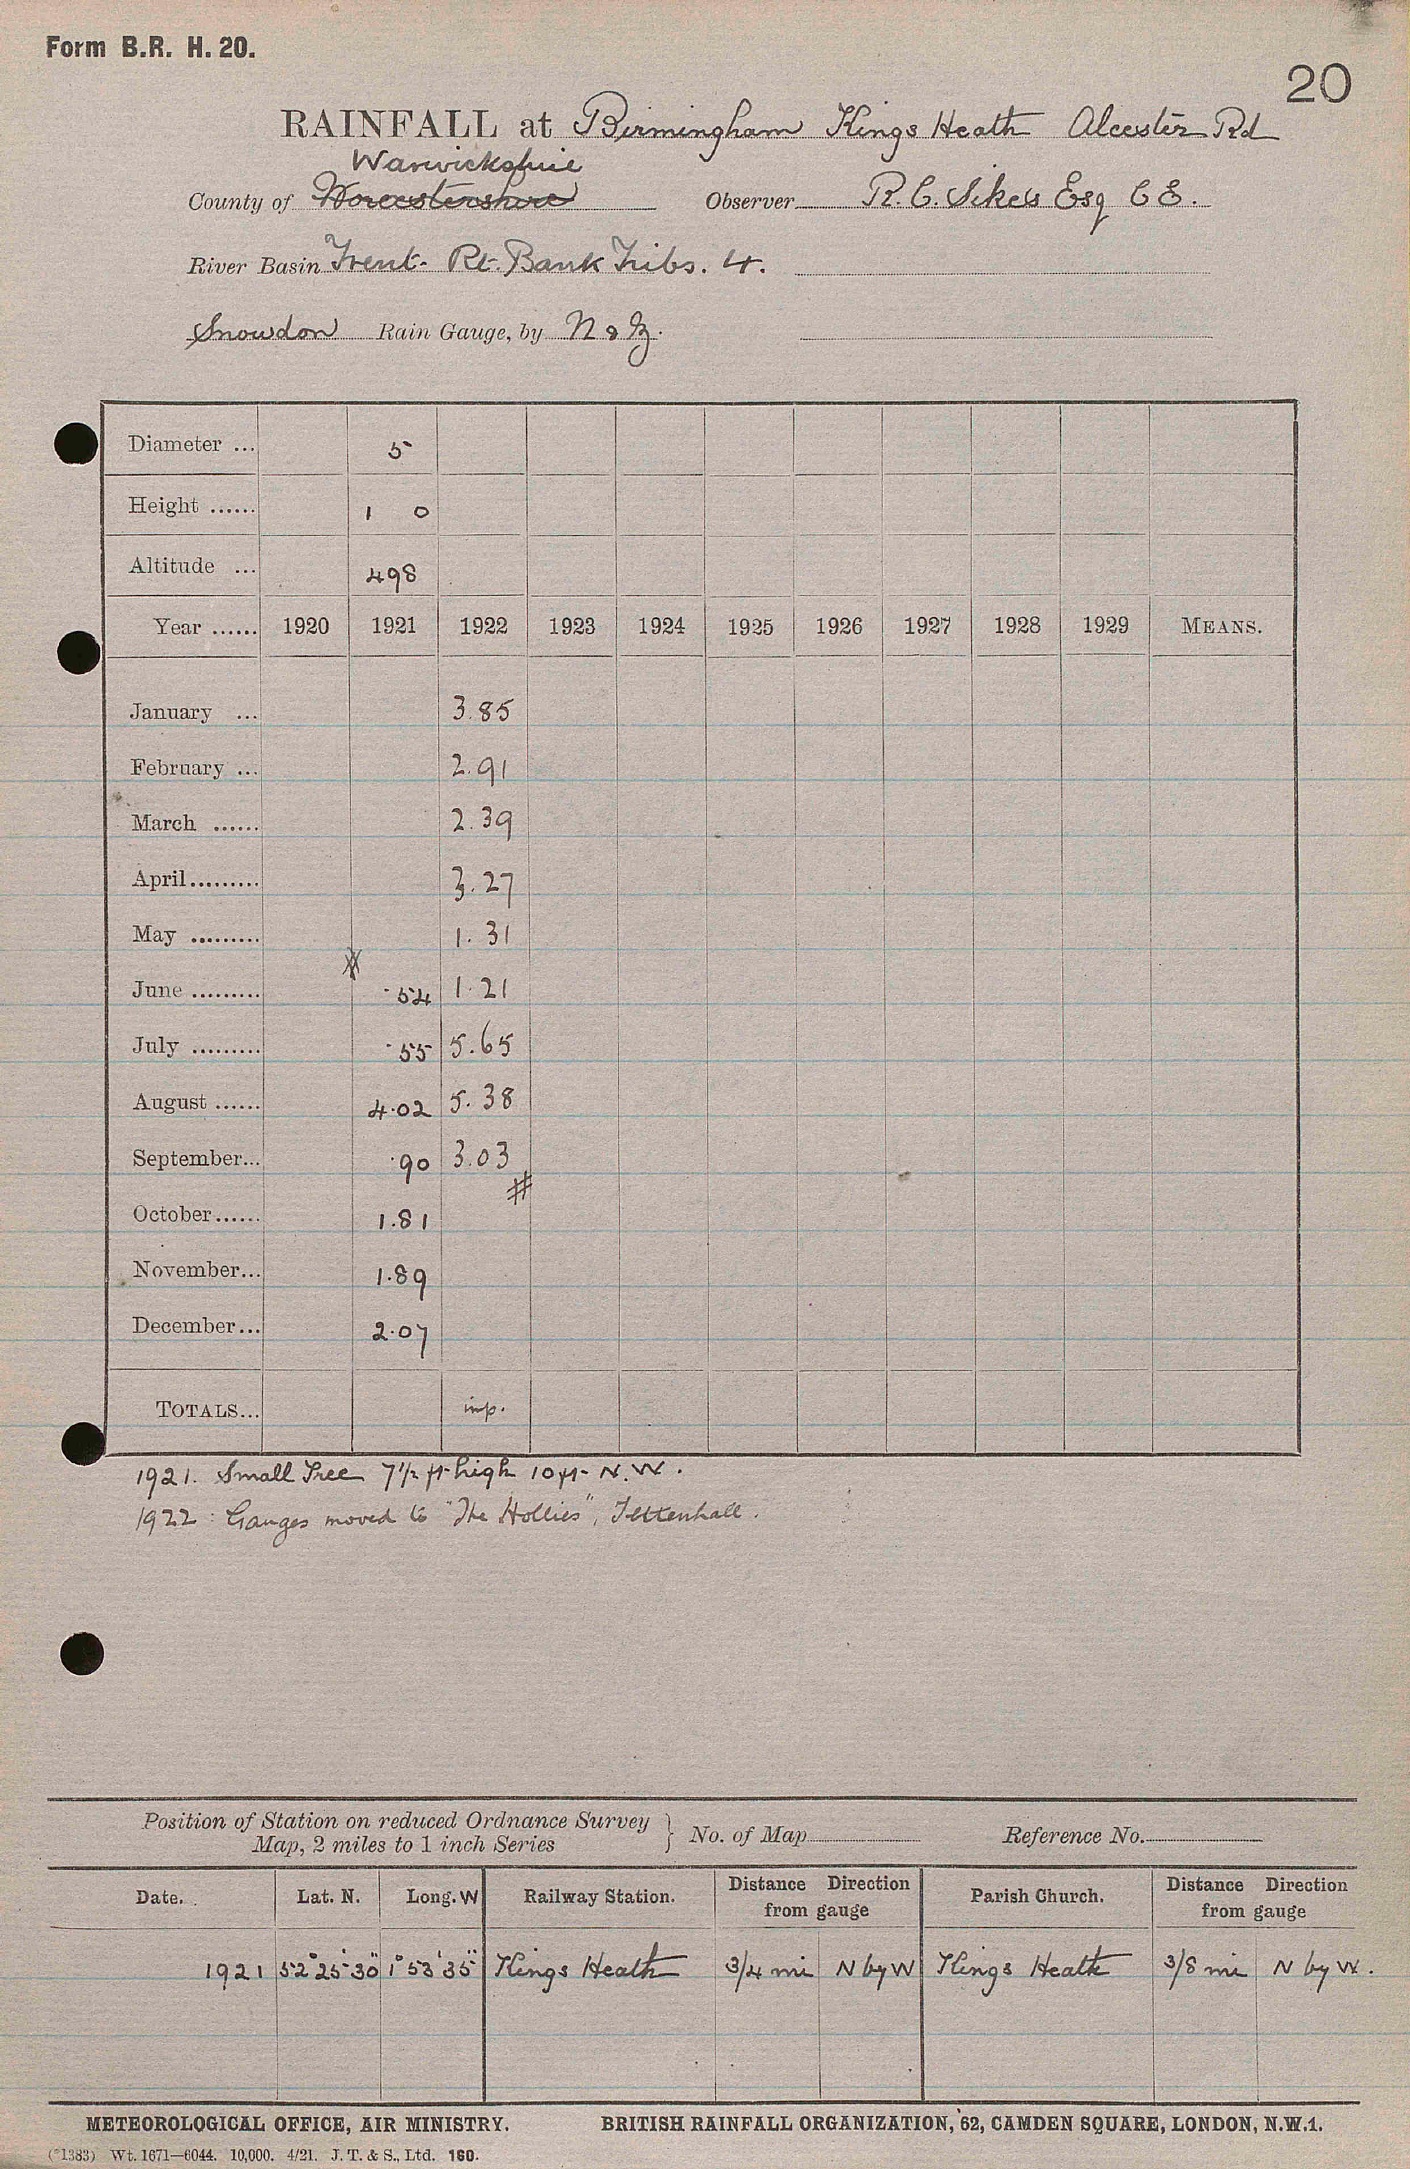 Form B.R. H. 20.
20
RAINFALL at Birmingham Kings Heath Alcester Rd
Warwickshire
County of Worcestershire Observer R. C. Sikes Esq C E.
River Basin Trent. Rt. Bank Tribs. 4.
Snowdon Rain Gauge, by N & Z.
Diameter ... 5
Height ...... 1 0
Altitude ... 498
Year ...... 1920 1921 1922 1923 1924 1925 1926 1927 1928 1929 MEANS.
January ... 3.85
February ... 2.91
March ...... 2.39
April......... 3.27
May ......... 1.31
June ......... .54 1.21
July ......... .55 5.65
August ...... 4.02 5.38
September... .90 3.03
October...... 1.81
November... 1.89
December... 2.07
TOTALS... imp.
1921. Small Tree 7½ ft high 10 ft N.W.
1922 : Gauges moved to "The Hollies", Tettenhall.
Position of Station on reduced Ordnance Survey
Map, 2 miles to 1 inch Series } No. of Map Reference No.
Date. Lat. N. Long. W Railway Station. Distance Direction from gauge Parish Church. Distance Direction from gauge
1921 52° 25' 30" 1° 53' 35" Kings Heath 3/4 mi N by W Kings Heath 3/8 mi N by W.
METEOROLOGICAL OFFICE, AIR MINISTRY. BRITISH RAINFALL ORGANIZATION, 62, CAMDEN SQUARE, LONDON, N.W.1.
(*1383) Wt. 1671—6044. 10,000. 4/21. J. T. & S., Ltd. 160.